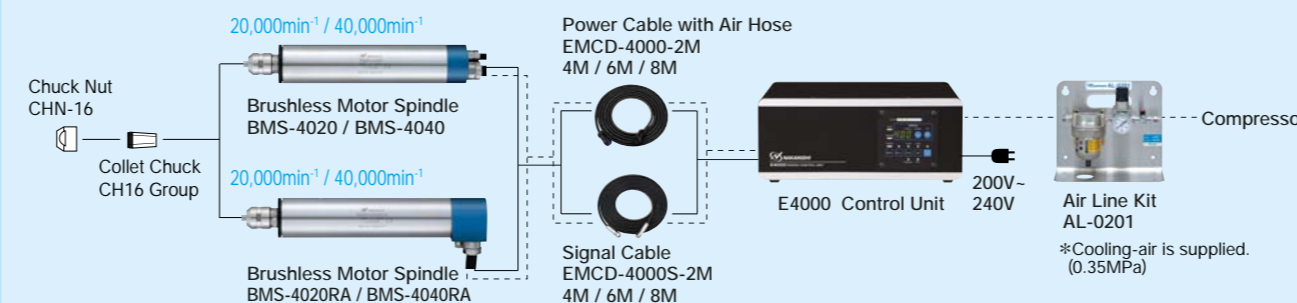 20,000min⁻¹ / 40,000min⁻¹
Power Cable with Air Hose
EMCD-4000-2M
4M / 6M / 8M
Chuck Nut
CHN-16
Brushless Motor Spindle
BMS-4020 / BMS-4040
Collet Chuck
CH16 Group
Compresso
NAKANISHI
20,000min⁻¹ / 40,000min⁻¹
200V~
240V
E4000 Control Unit
Air Line Kit
AL-0201
*Cooling-air is supplied.
(0.35MPa)
Signal Cable
EMCD-4000S-2M
4M / 6M / 8M
Brushless Motor Spindle
BMS-4020RA / BMS-4040RA